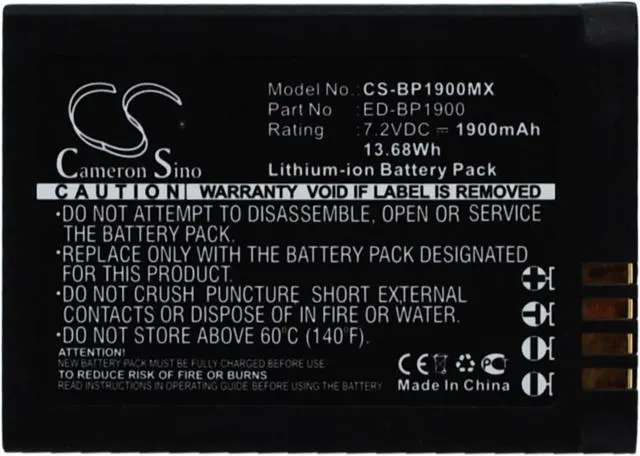 Model No.: CS-BP1900MX
Part No : ED-BP1900
Rating : 7.2VDC ⎓ 1900mAh
13.68Wh
Lithium-ion Battery Pack
CS
Cameron Sino
CAUTION WARRANTY VOID IF LABEL IS REMOVED
•DO NOT ATTEMPT TO DISASSEMBLE, OPEN OR SERVICE
THE BATTERY PACK.
•REPLACE ONLY WITH THE BATTERY PACK DESIGNATED
FOR THIS APPLICATION.
•DO NOT CRUSH PUNCTURE SHORT EXTERNAL
CONTACTS OR DISPOSE OF IN FIRE OR WATER.
•DO NOT STORE ABOVE 60°C (140°F).
ATTENTION!
NEW BATTERY PACK MUST BE FULLY CHARGED BEFORE USE
TO REDUCE RISK OF FIRE OR BURNS
READ INSTRUCTIONS IN OPERATING GUIDE BEFORE USING THE BATTERY PACK
CE
Made In China